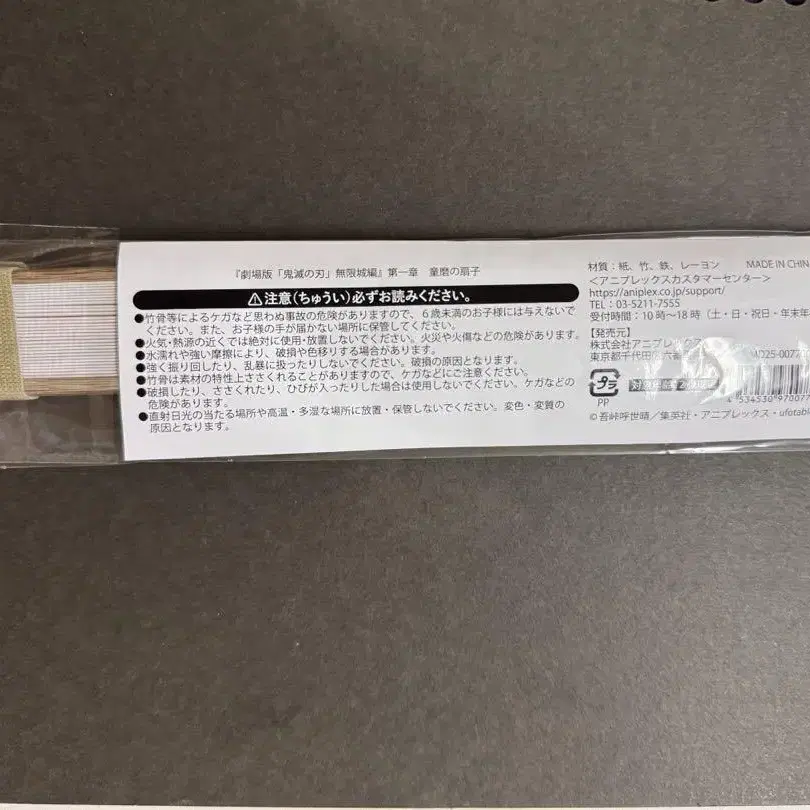 『劇場版「鬼滅の刃」無限城編』第一章 童磨の扇子
⚠注意(ちゅうい)必ずお読みください。
●竹骨等によるケガなど思わぬ事故の危険がありますので、6歳未満のお子様には与えないで
ください。また、お子様の手が届かない場所に保管してください。
●火気・熱源の近くでは絶対に使用・放置しないでください。火災や火傷などの危険があります。
●水濡れや強い摩擦により、破損や色移りする場合があります。
●強く振り回したり、乱暴に扱ったりしないでください。破損の原因となります。
●竹骨は素材の特性上ささくれることがありますので、ケガなどにご注意ください。
●破損したり、ささくれたり、ひびが入ったりした場合は使用しないでください。ケガなどの
危険があります。
●直射日光の当たる場所や高温・多湿な場所に放置・保管しないでください。変色・変質の
原因となります。
材質:紙、竹、鉄、レーヨン MADE IN CHIN
<アニプレックスカスタマーセンター>
https://aniplex.co.jp/support/
TEL:03-5211-7555
受付時間:10時~18時(土・日・祝日・年末年
【発売元】
株式会社アニプレックス
東京都千代田区六番
MD25-0077
プラ
PP
対象年齢
4 534530 970077
©吾峠呼世晴/集英社・アニプレックス・ufotabl